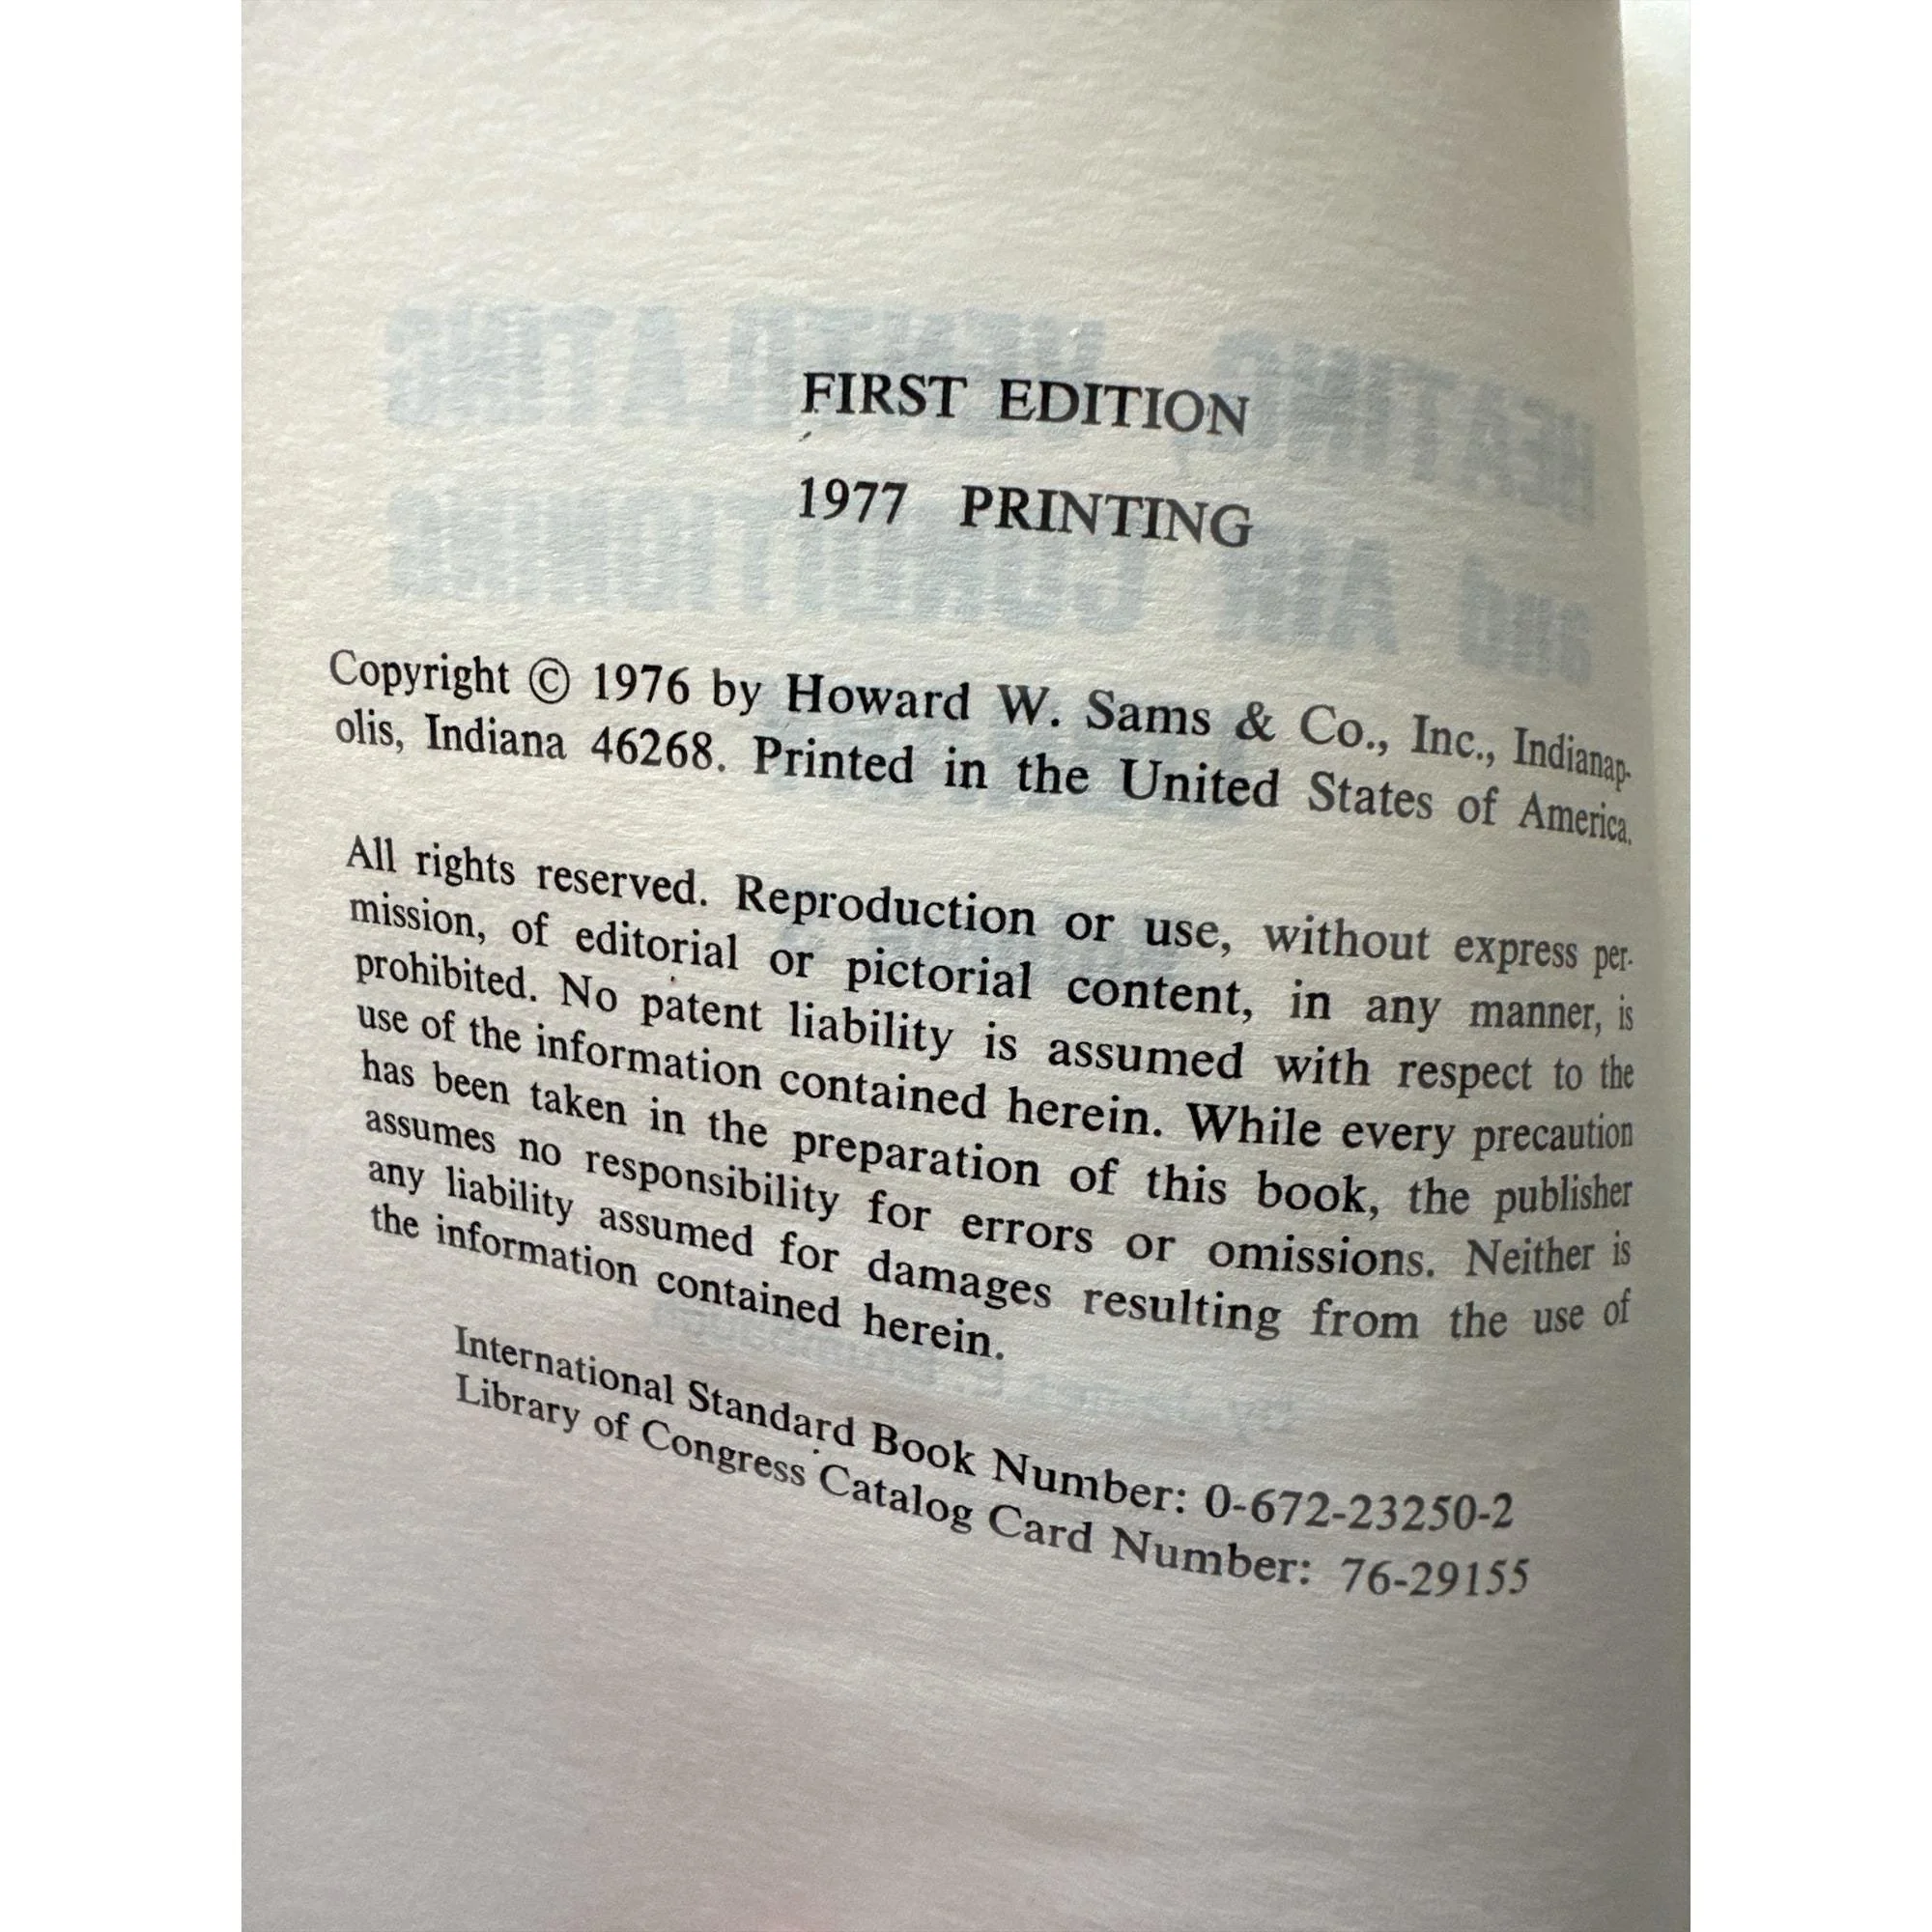 FIRST EDITION
1977 PRINTING
Copyright © 1976 by Howard W. Sams & Co., Inc., Indianap-
olis, Indiana 46268. Printed in the United States of America.
All rights reserved. Reproduction or use, without express per-
mission, of editorial or pictorial content, in any manner, is
prohibited. No patent liability is assumed with respect to the
use of the information contained herein. While every precaution
has been taken in the preparation of this book, the publisher
assumes no responsibility for errors or omissions. Neither is
any liability assumed for damages resulting from the use of
the information contained herein.
International Standard Book Number: 0-672-23250-2
Library of Congress Catalog Card Number: 76-29155
HEATING, VENTILATING
and AIR CONDITIONING